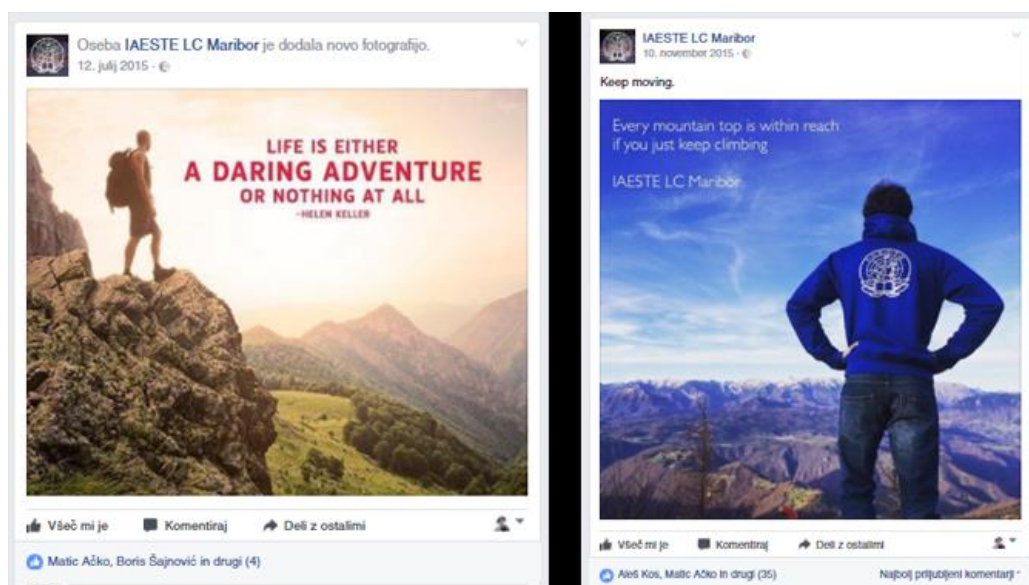 Oseba IAESTE LC Maribor je dodala novo fotografijo.
12. julij 2015
LIFE IS EITHER
A DARING ADVENTURE
OR NOTHING AT ALL
-HELEN KELLER
Všeč mi je
Komentiraj
Deli z ostalimi
Matic Ačko, Boris Šajnović in drugi (4)
IAESTE LC Maribor
10. november 2015
Keep moving.
Every mountain top is within reach
if you just keep climbing
IAESTE LC Maribor
Všeč mi je
Komentiraj
Deli z ostalimi
Aleš Kos, Matic Ačko in drugi (35)
Najbolj priljubljeni komentarji